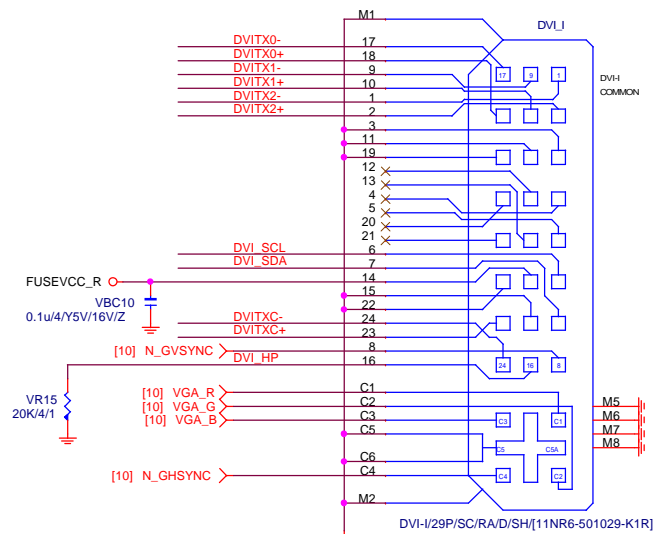 M1
DVI_I
DVITX0- 17
DVITX0+ 18
DVITX1- 9
DVITX1+ 10
DVITX2- 1
DVITX2+ 2
17 9 1
DVI-I
COMMON
3
11
19
12
13
4
5
20
21
DVI_SCL 6
DVI_SDA 7
FUSEVCC_R 14
VBC10
0.1u/4/Y5V/16V/Z
15
22
DVITXC- 24
DVITXC+ 23
[10] N_GVSYNC 8
DVI_HP 16
24 16 8
VR15
20K/4/1
[10] VGA_R C1
[10] VGA_G C2
[10] VGA_B C3
C5
C6
[10] N_GHSYNC C4
M2
C3 C1
C5 C5A
C4 C2
M5
M6
M7
M8
DVI-I/29P/SC/RA/D/SH/[11NR6-501029-K1R]